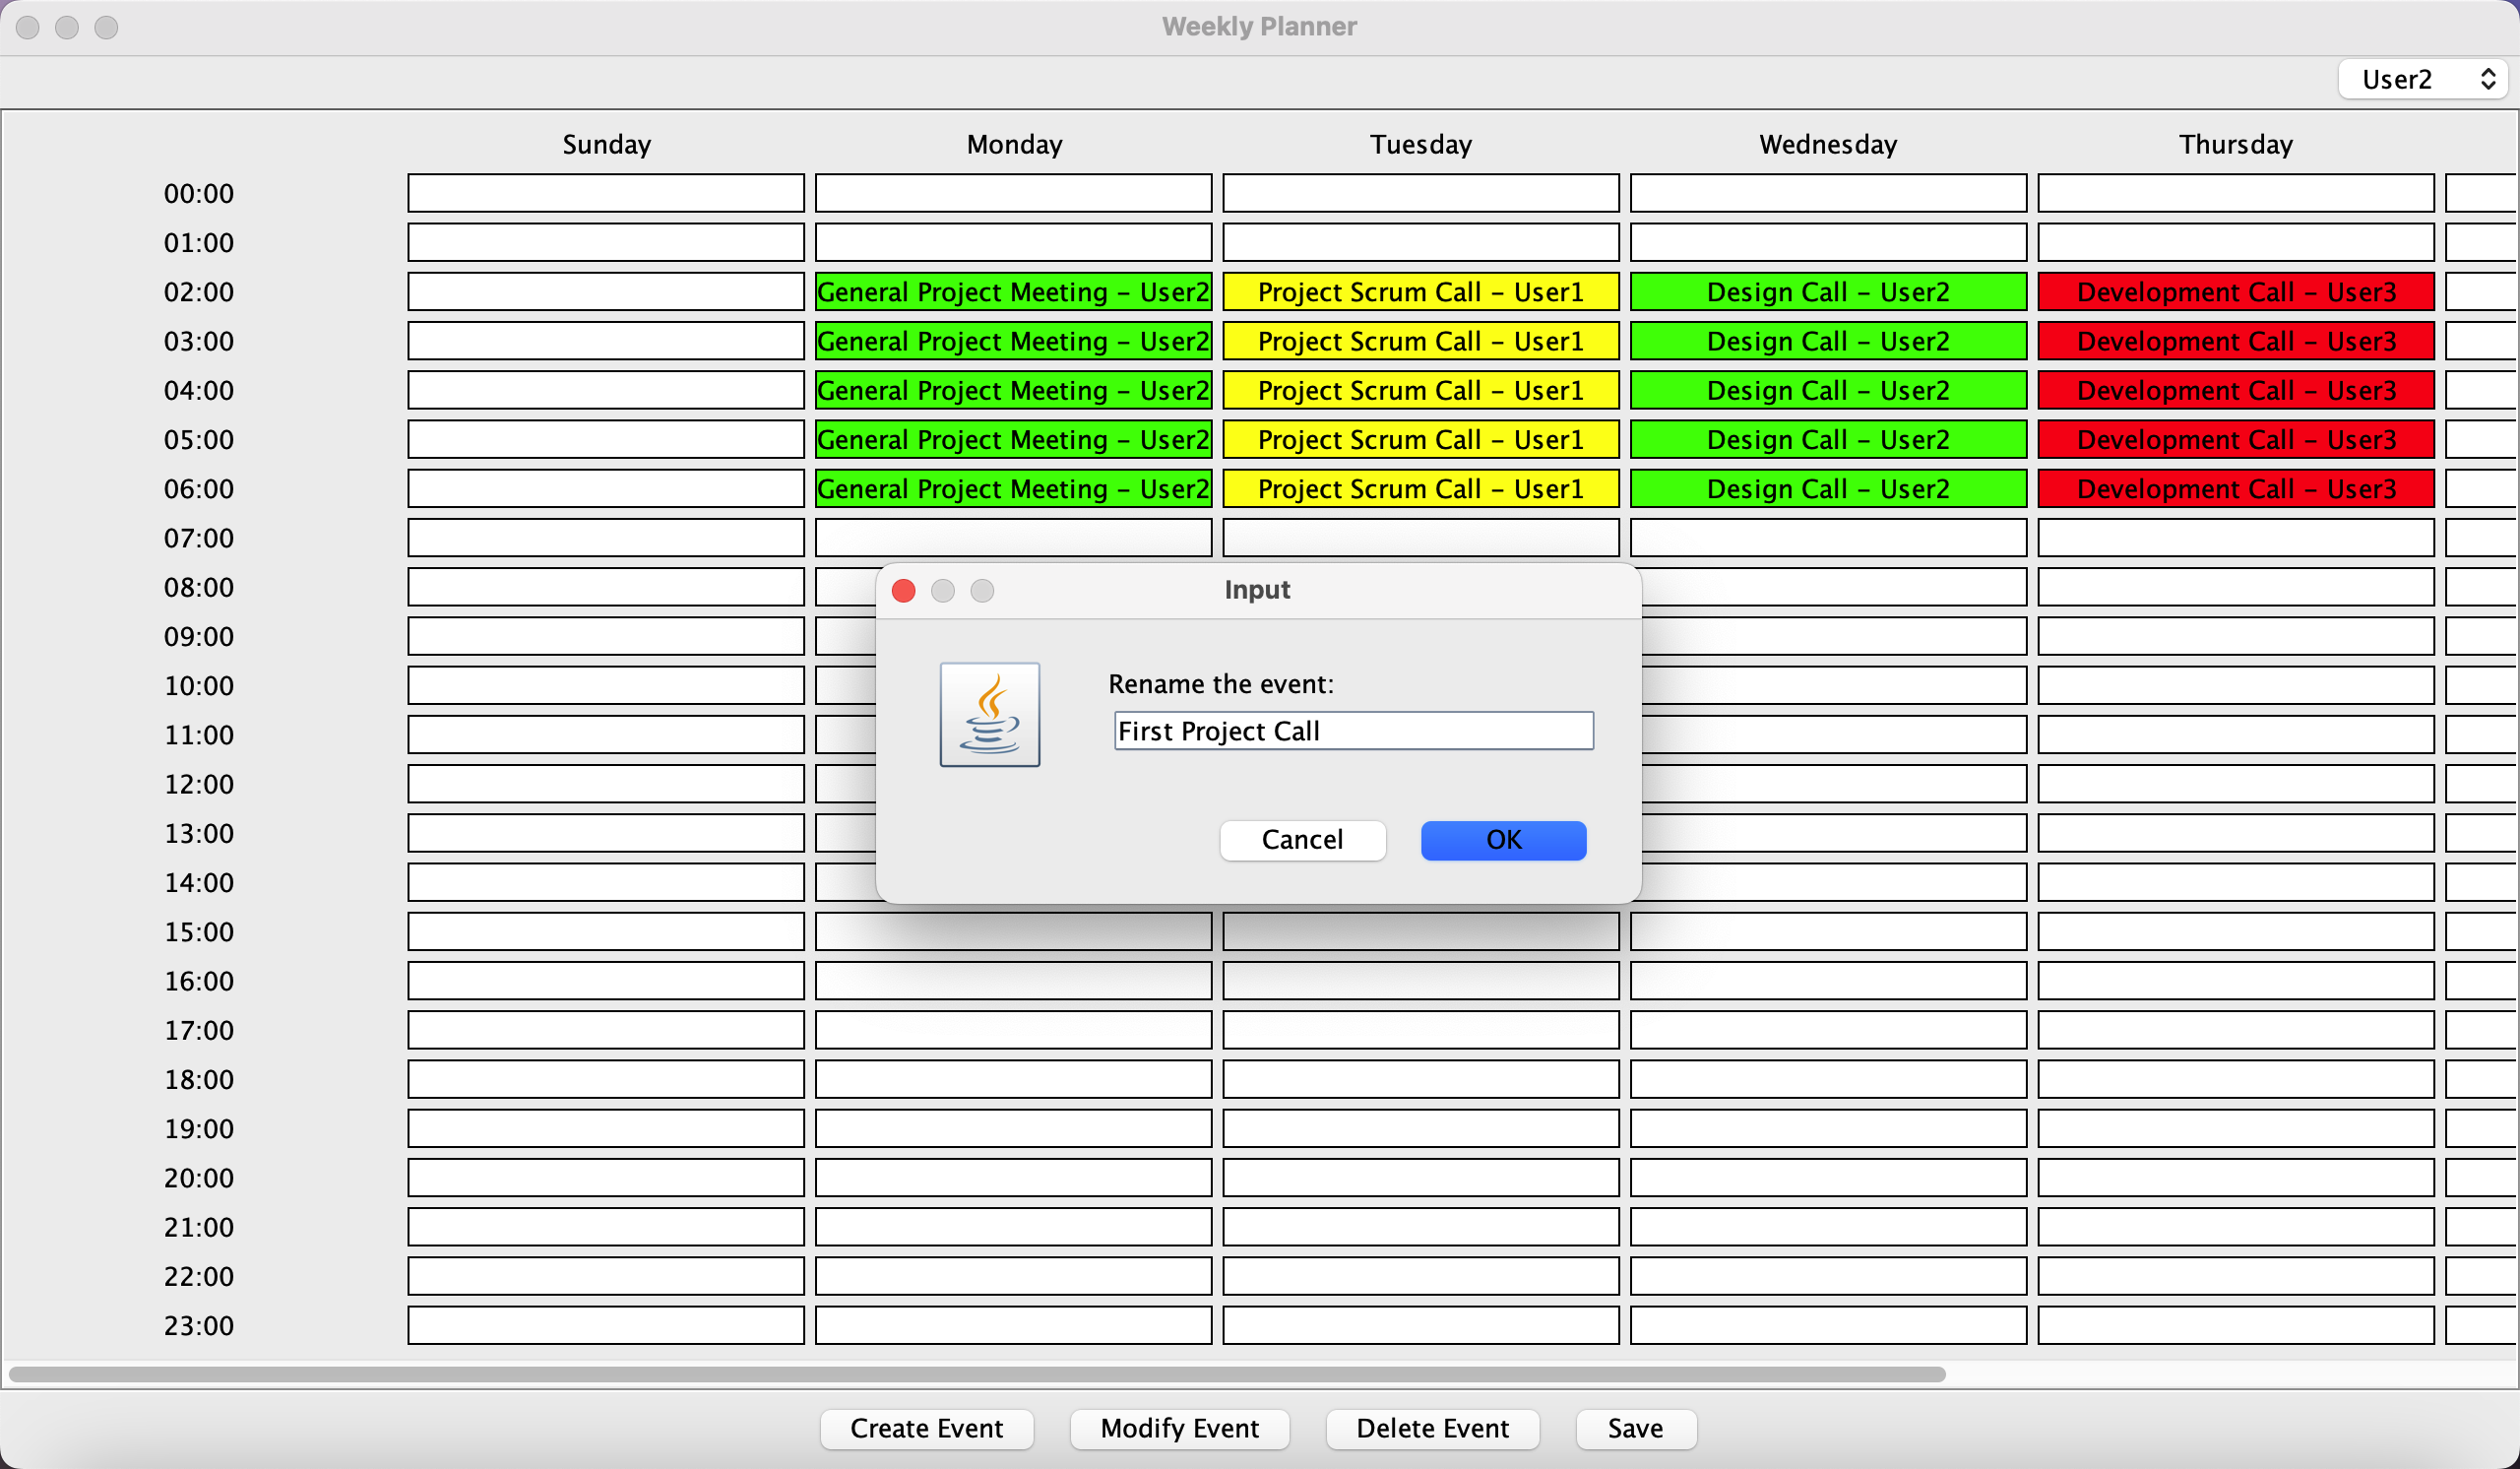 Weekly Planner
User2
Sunday Monday Tuesday Wednesday Thursday
00:00
01:00
02:00 General Project Meeting - User2 Project Scrum Call - User1 Design Call - User2 Development Call - User3
03:00 General Project Meeting - User2 Project Scrum Call - User1 Design Call - User2 Development Call - User3
04:00 General Project Meeting - User2 Project Scrum Call - User1 Design Call - User2 Development Call - User3
05:00 General Project Meeting - User2 Project Scrum Call - User1 Design Call - User2 Development Call - User3
06:00 General Project Meeting - User2 Project Scrum Call - User1 Design Call - User2 Development Call - User3
07:00
08:00
09:00
10:00
11:00
12:00
13:00
14:00
15:00
16:00
17:00
18:00
19:00
20:00
21:00
22:00
23:00
Input
Rename the event:
First Project Call
Cancel OK
Create Event Modify Event Delete Event Save